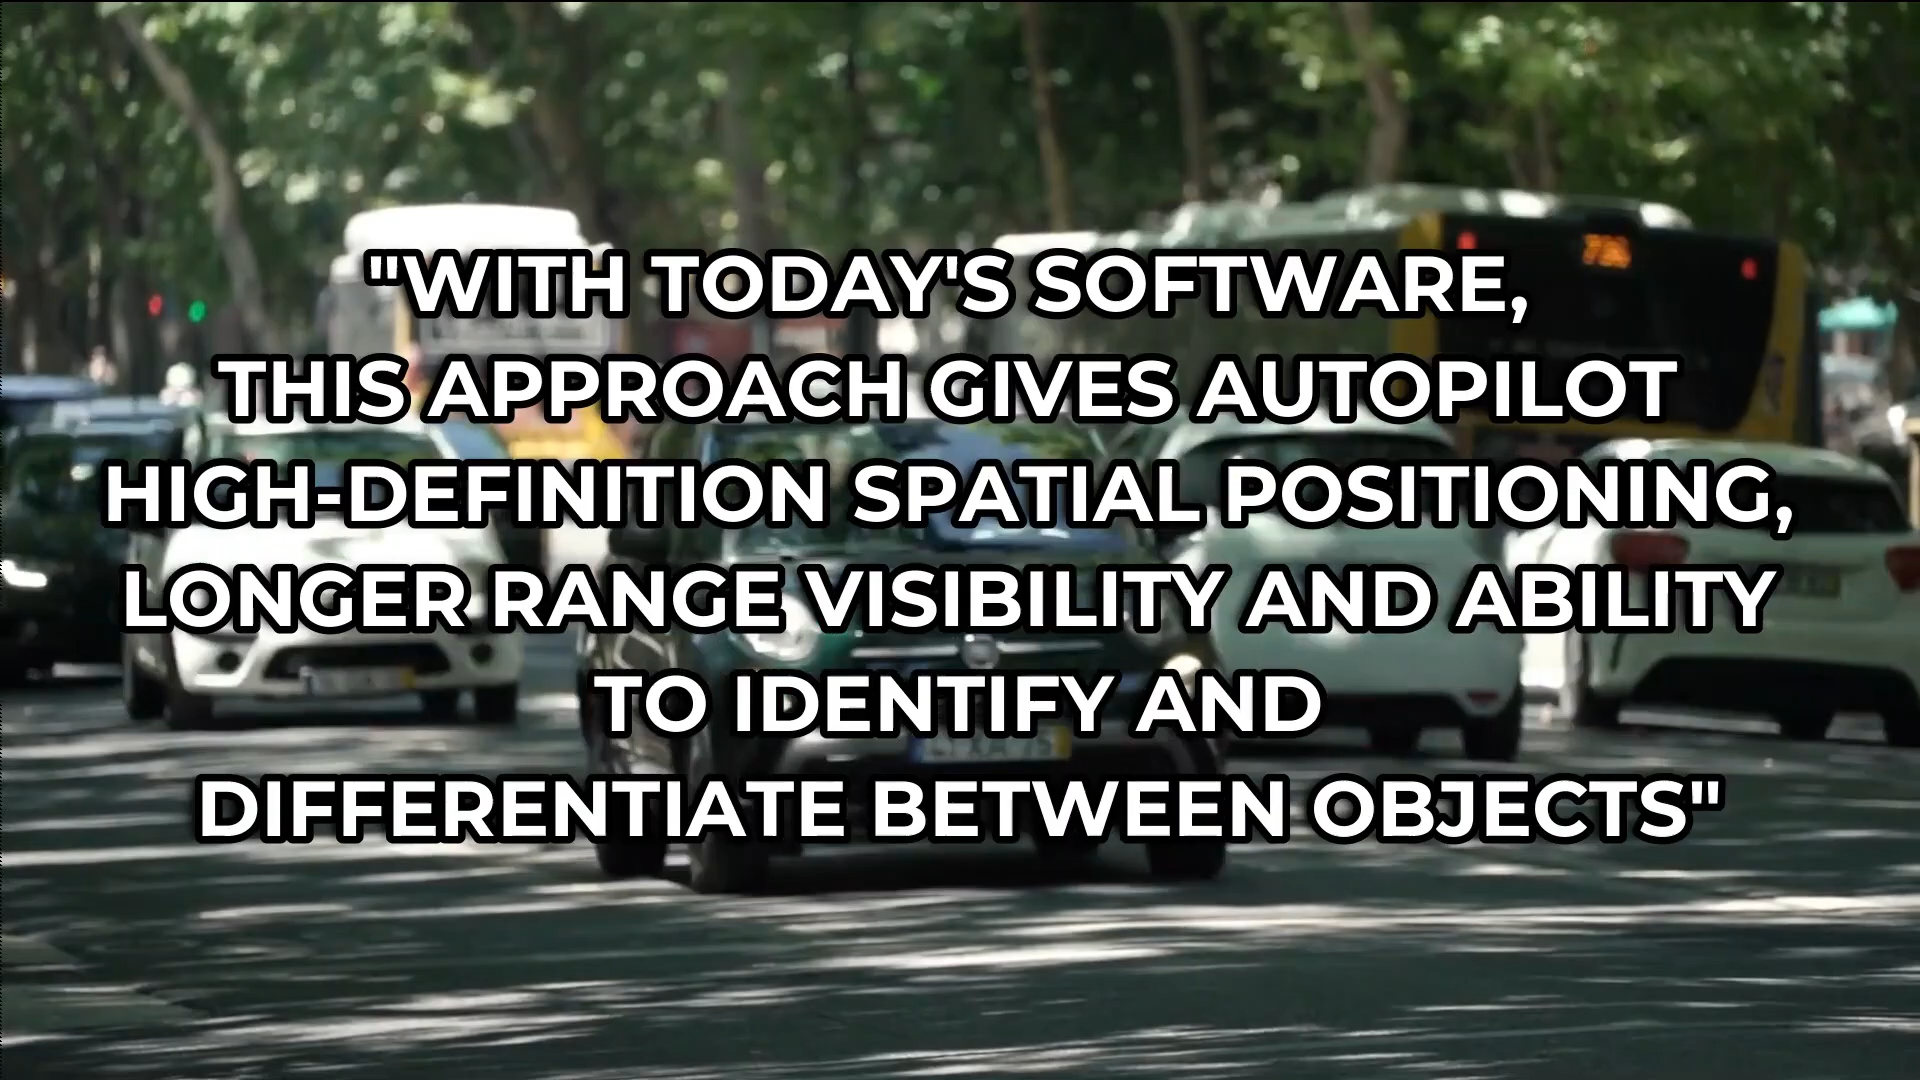 "WITH TODAY'S SOFTWARE,
THIS APPROACH GIVES AUTOPILOT
HIGH-DEFINITION SPATIAL POSITIONING,
LONGER RANGE VISIBILITY AND ABILITY
TO IDENTIFY AND
DIFFERENTIATE BETWEEN OBJECTS"